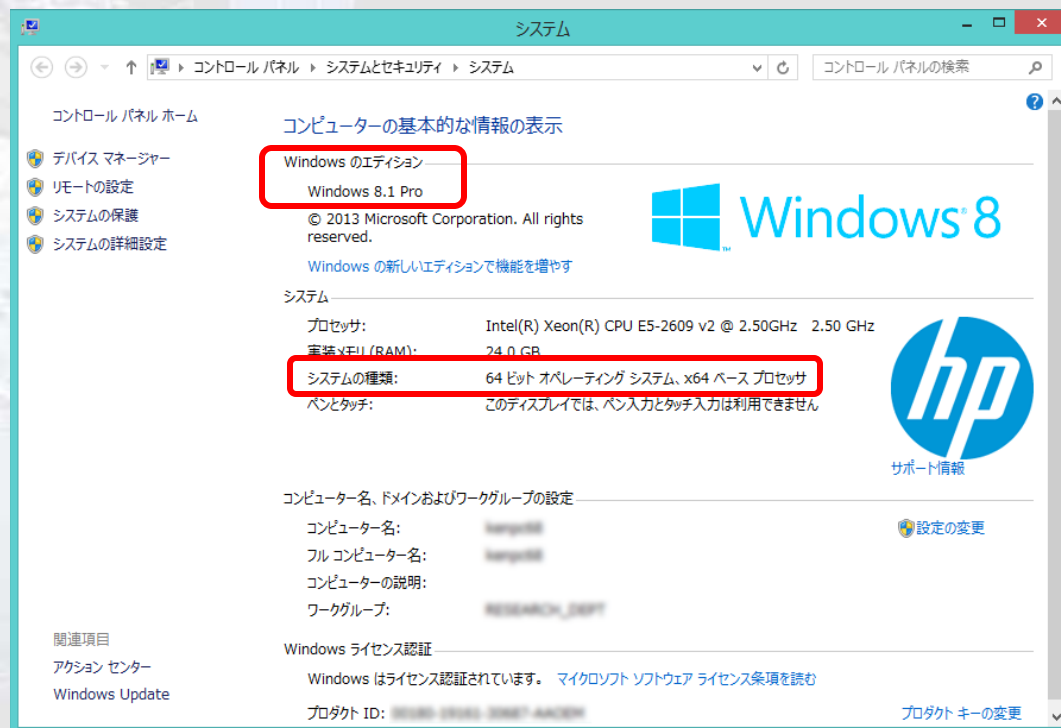 システム
コントロール パネル システムとセキュリティ システム
コントロール パネルの検索
コントロール パネル ホーム
デバイス マネージャー
リモートの設定
システムの保護
システムの詳細設定
コンピューターの基本的な情報の表示
Windows のエディション
Windows 8.1 Pro
© 2013 Microsoft Corporation. All rights
reserved.
Windows の新しいエディションで機能を増やす
Windows 8
システム
プロセッサ: Intel(R) Xeon(R) CPU E5-2609 v2 @ 2.50GHz 2.50 GHz
実装メモリ (RAM): 24.0 GB
システムの種類: 64 ビット オペレーティング システム、x64 ベース プロセッサ
ペンとタッチ: このディスプレイでは、ペン入力とタッチ入力は利用できません
hp
サポート情報
コンピューター名、ドメインおよびワークグループの設定
コンピューター名:
設定の変更
フル コンピューター名:
コンピューターの説明:
ワークグループ:
Windows ライセンス認証
Windows はライセンス認証されています。 マイクロソフト ソフトウェア ライセンス条項を読む
プロダクト ID:
プロダクト キーの変更
関連項目
アクション センター
Windows Update